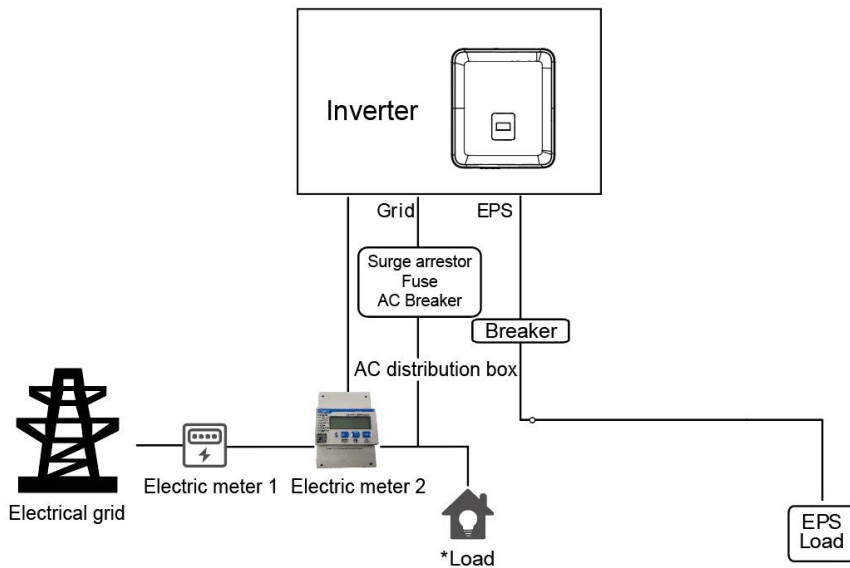 Inverter
Grid
EPS
Surge arrestor
Fuse
AC Breaker
Breaker
AC distribution box
Electric meter 1
Electric meter 2
Electrical grid
*Load
EPS
Load